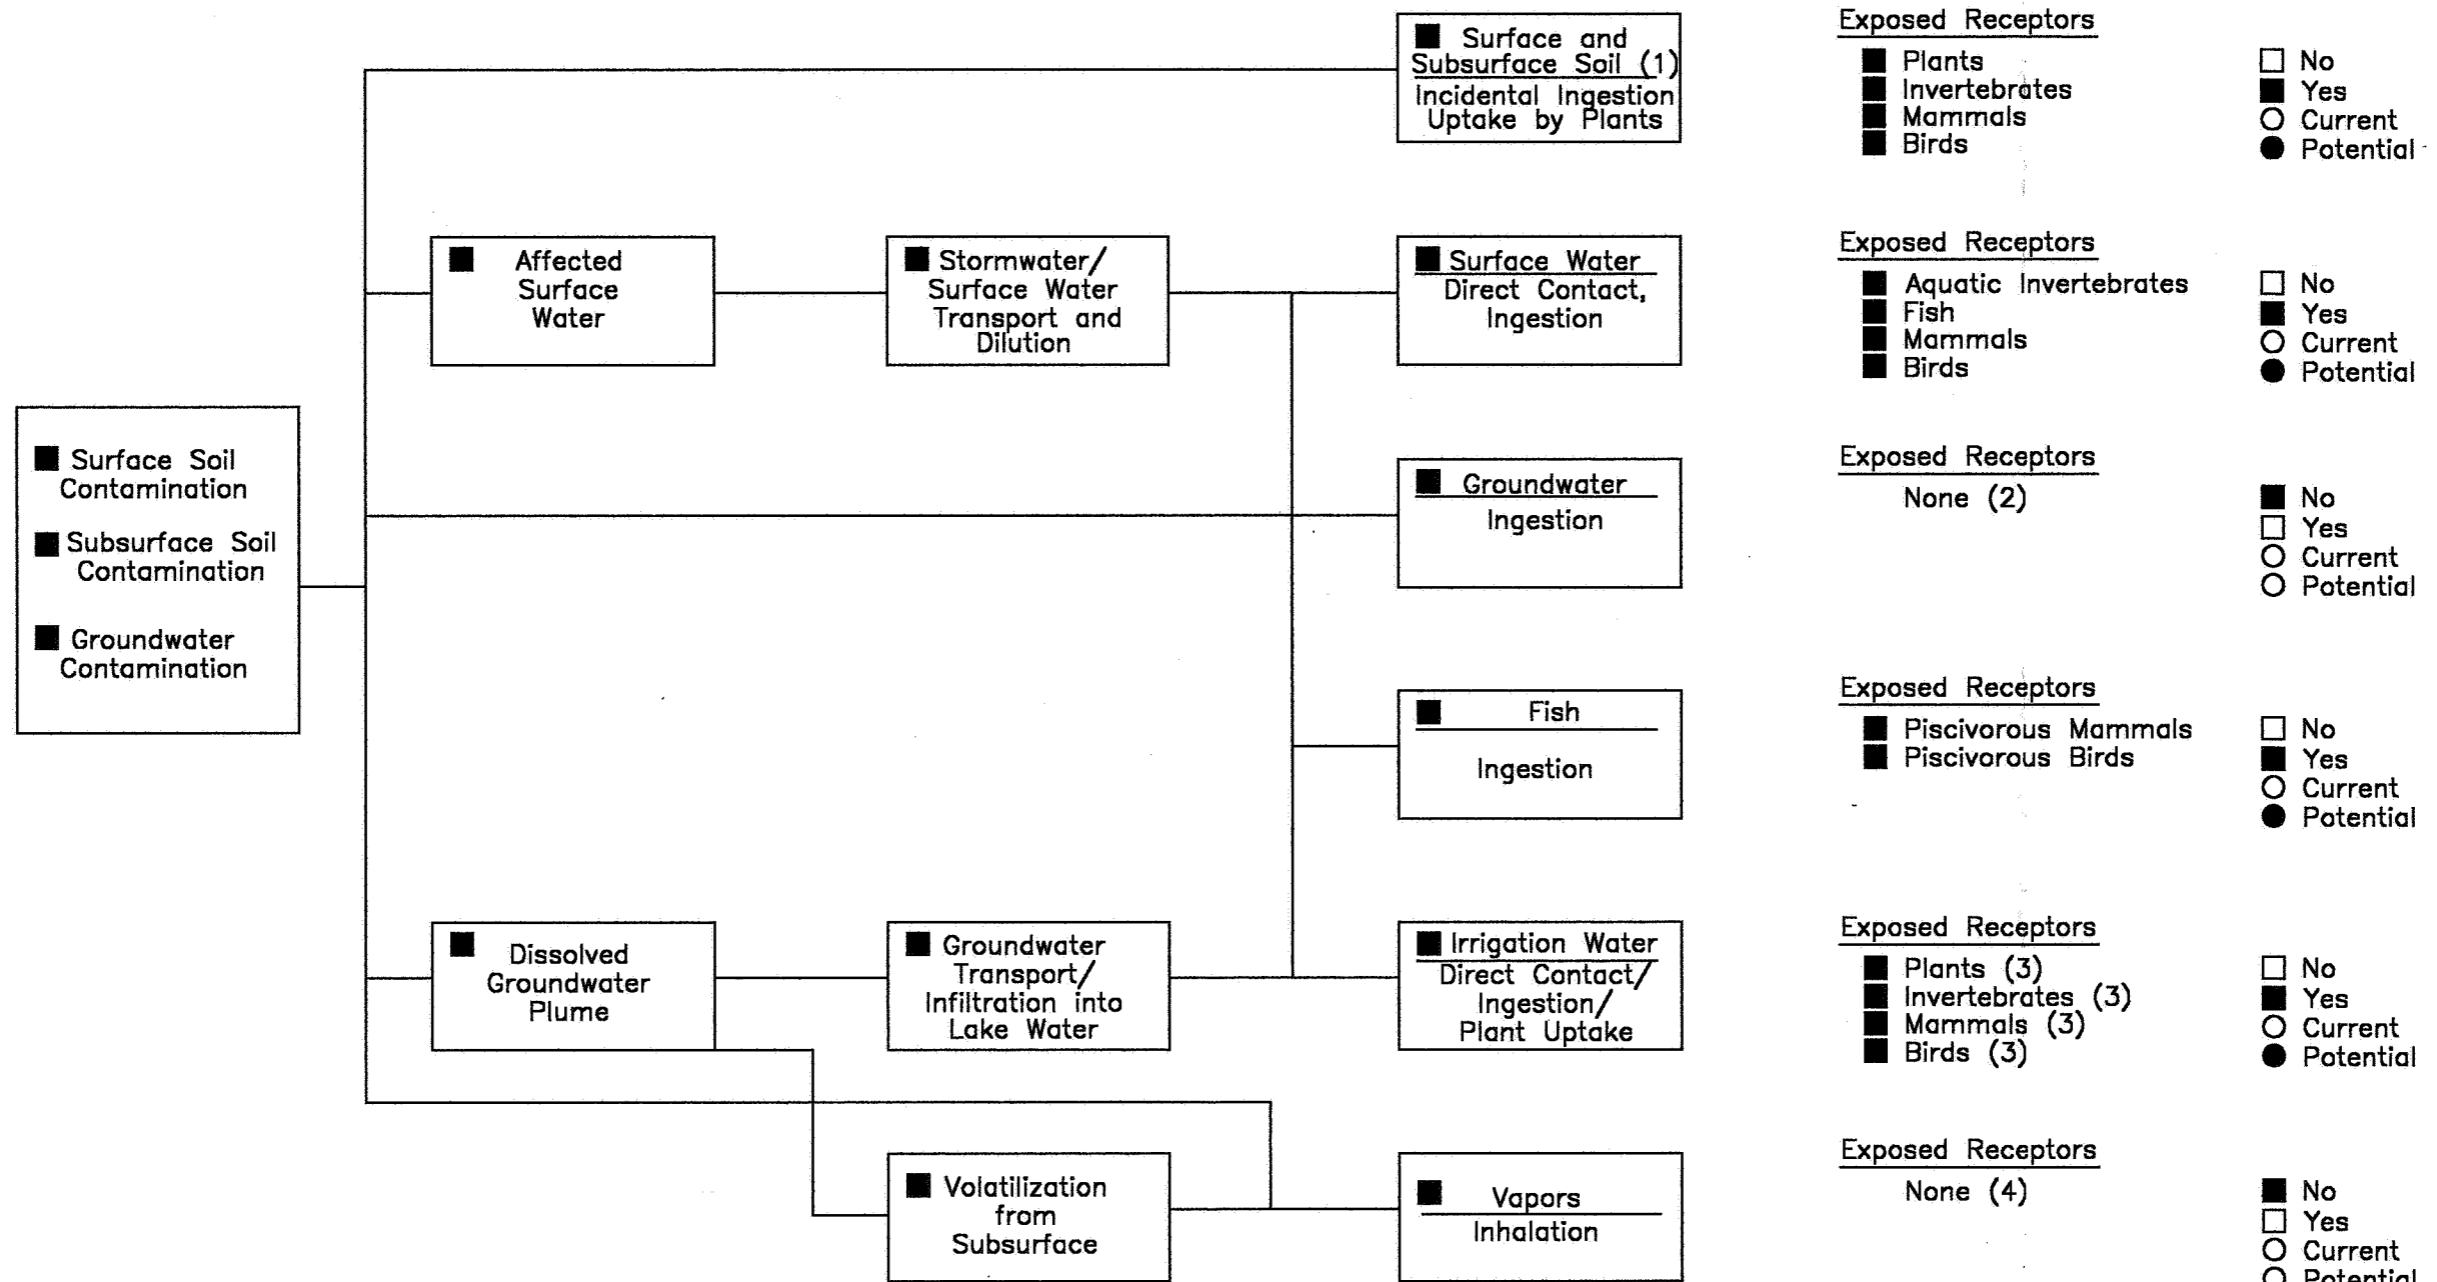 Surface and
Subsurface Soil (1)
Incidental Ingestion
Uptake by Plants
Exposed Receptors
Plants
Invertebrates
Mammals
Birds
No
Yes
Current
Potential
Affected
Surface
Water
Stormwater/
Surface Water
Transport and
Dilution
Surface Water
Direct Contact,
Ingestion
Exposed Receptors
Aquatic Invertebrates
Fish
Mammals
Birds
No
Yes
Current
Potential
Surface Soil
Contamination
Subsurface Soil
Contamination
Groundwater
Contamination
Groundwater
Ingestion
Exposed Receptors
None (2)
No
Yes
Current
Potential
Fish
Ingestion
Exposed Receptors
Piscivorous Mammals
Piscivorous Birds
No
Yes
Current
Potential
Dissolved
Groundwater
Plume
Groundwater
Transport/
Infiltration into
Lake Water
Irrigation Water
Direct Contact/
Ingestion/
Plant Uptake
Exposed Receptors
Plants (3)
Invertebrates (3)
Mammals (3)
Birds (3)
No
Yes
Current
Potential
Volatilization
from
Subsurface
Vapors
Inhalation
Exposed Receptors
None (4)
No
Yes
Current
Potential